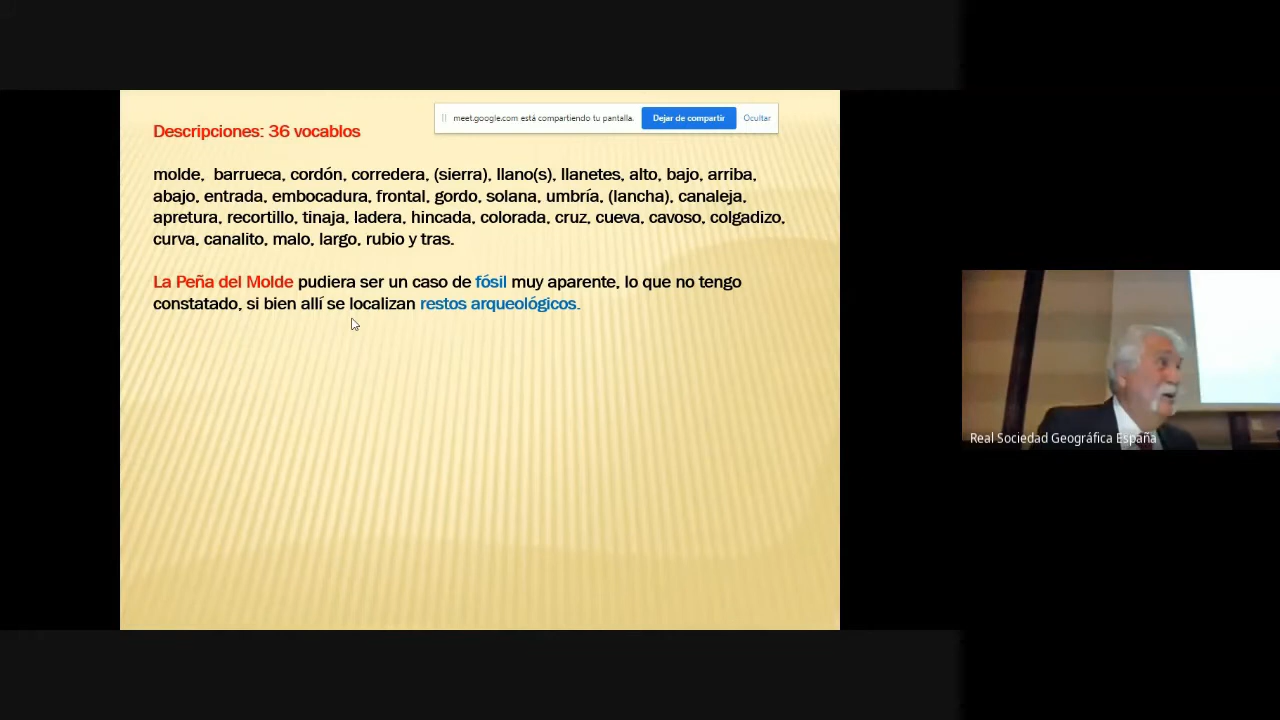 Descripciones: 36 vocablos
meet.google.com está compartiendo tu pantalla.
Dejar de compartir
Ocultar
molde, barrueca, cordón, corredera, (sierra), llano(s), llanetes, alto, bajo, arriba,
abajo, entrada, embocadura, frontal, gordo, solana, umbría, (lancha), canaleja,
apretura, recortillo, tinaja, ladera, hincada, colorada, cruz, cueva, cavoso, colgadizo,
curva, canalito, malo, largo, rubio y tras.
La Peña del Molde pudiera ser un caso de fósil muy aparente, lo que no tengo
constatado, si bien allí se localizan restos arqueológicos.
Real Sociedad Geográfica España